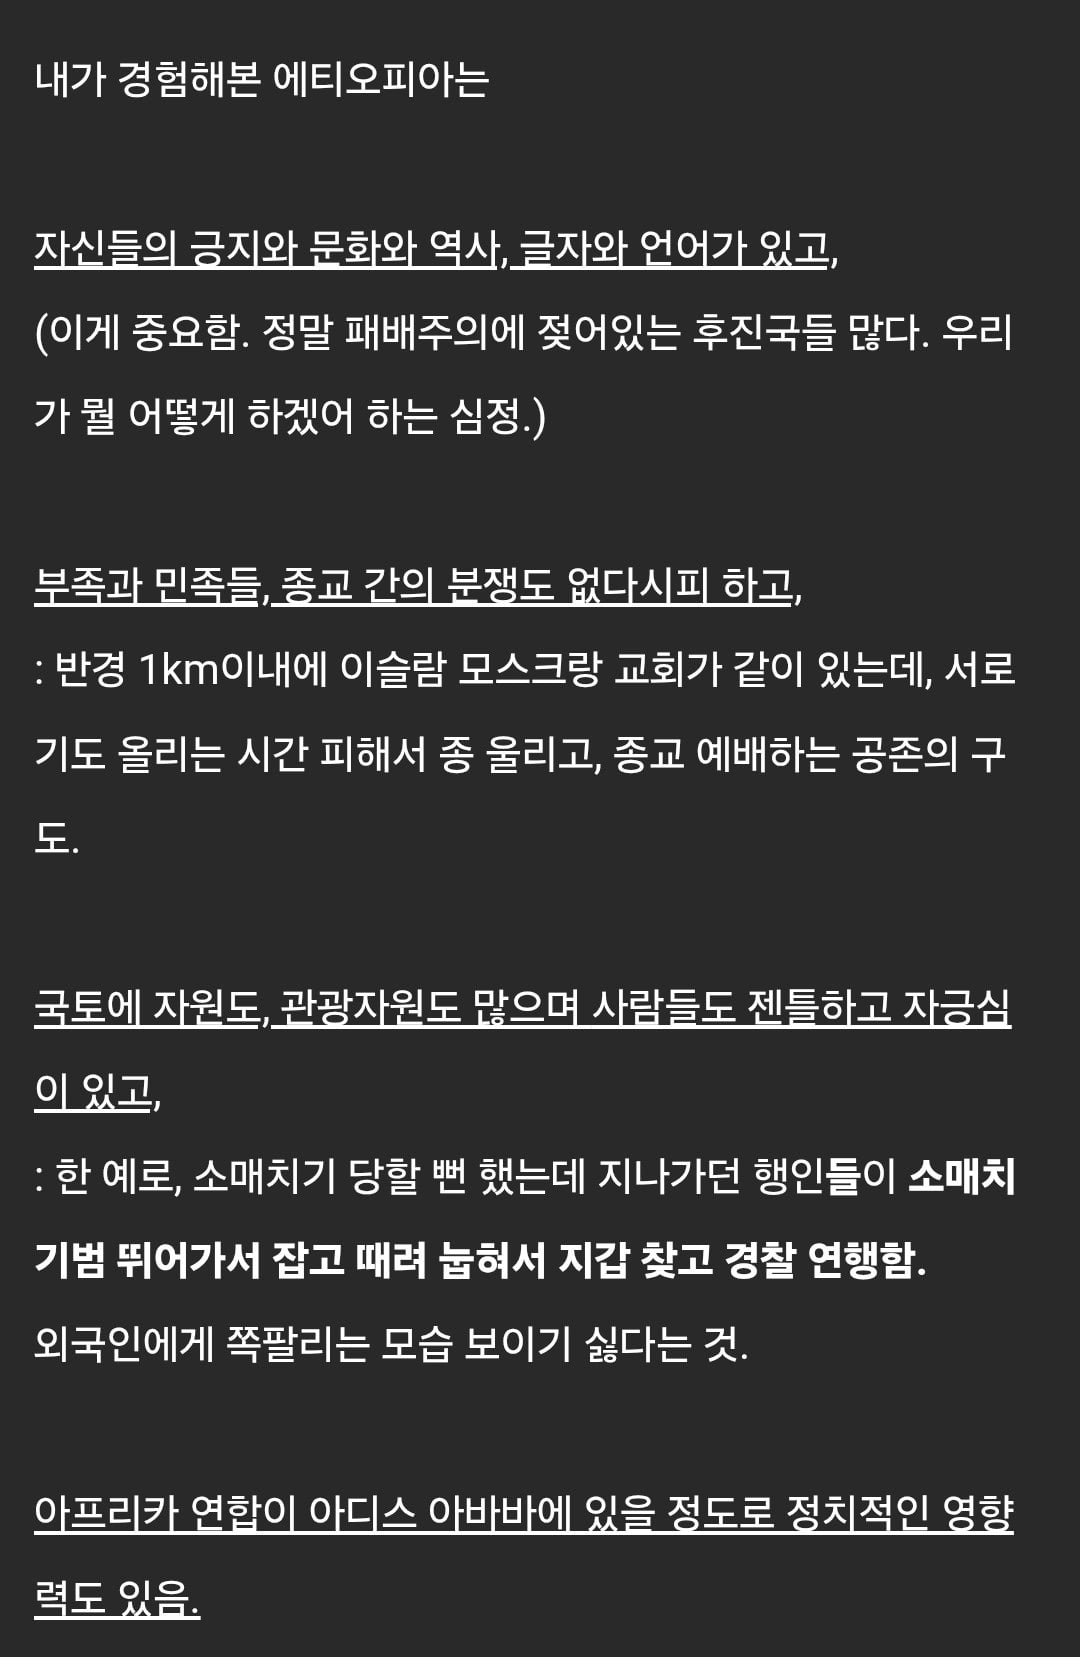 내가 경험해본 에티오피아는
자신들의 긍지와 문화와 역사, 글자와 언어가 있고,
(이게 중요함. 정말 패배주의에 젖어있는 후진국들 많다. 우리
가 뭘 어떻게 하겠어 하는 심정.)
부족과 민족들, 종교 간의 분쟁도 없다시피 하고,
: 반경 1km이내에 이슬람 모스크랑 교회가 같이 있는데, 서로
기도 올리는 시간 피해서 종 울리고, 종교 예배하는 공존의 구
도.
국토에 자원도, 관광자원도 많으며 사람들도 젠틀하고 자긍심
이 있고,
: 한 예로, 소매치기 당할 뻔 했는데 지나가던 행인들이 소매치
기범 뛰어가서 잡고 때려 눕혀서 지갑 찾고 경찰 연행함.
외국인에게 쪽팔리는 모습 보이기 싫다는 것.
아프리카 연합이 아디스 아바바에 있을 정도로 정치적인 영향
력도 있음.